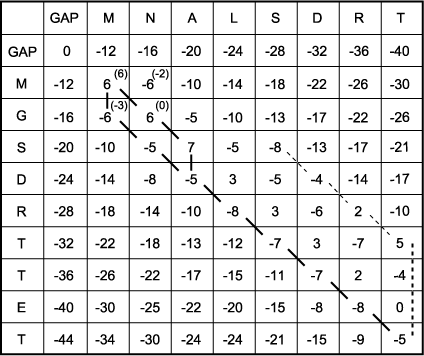 GAP M N A L S D R T
GAP 0 -12 -16 -20 -24 -28 -32 -36 -40
M -12 6 (6) -6 (-2) -10 -14 -18 -22 -26 -30
G -16 -6 (-3) 6 (0) -5 -10 -13 -17 -22 -26
S -20 -10 -5 7 -5 -8 -13 -17 -21
D -24 -14 -8 -5 3 -5 -4 -14 -17
R -28 -18 -14 -10 -8 3 -6 2 -10
T -32 -22 -18 -13 -12 -7 3 -7 5
T -36 -26 -22 -17 -15 -11 -7 2 -4
E -40 -30 -25 -22 -20 -15 -8 -8 0
T -44 -34 -30 -24 -24 -21 -15 -9 -5